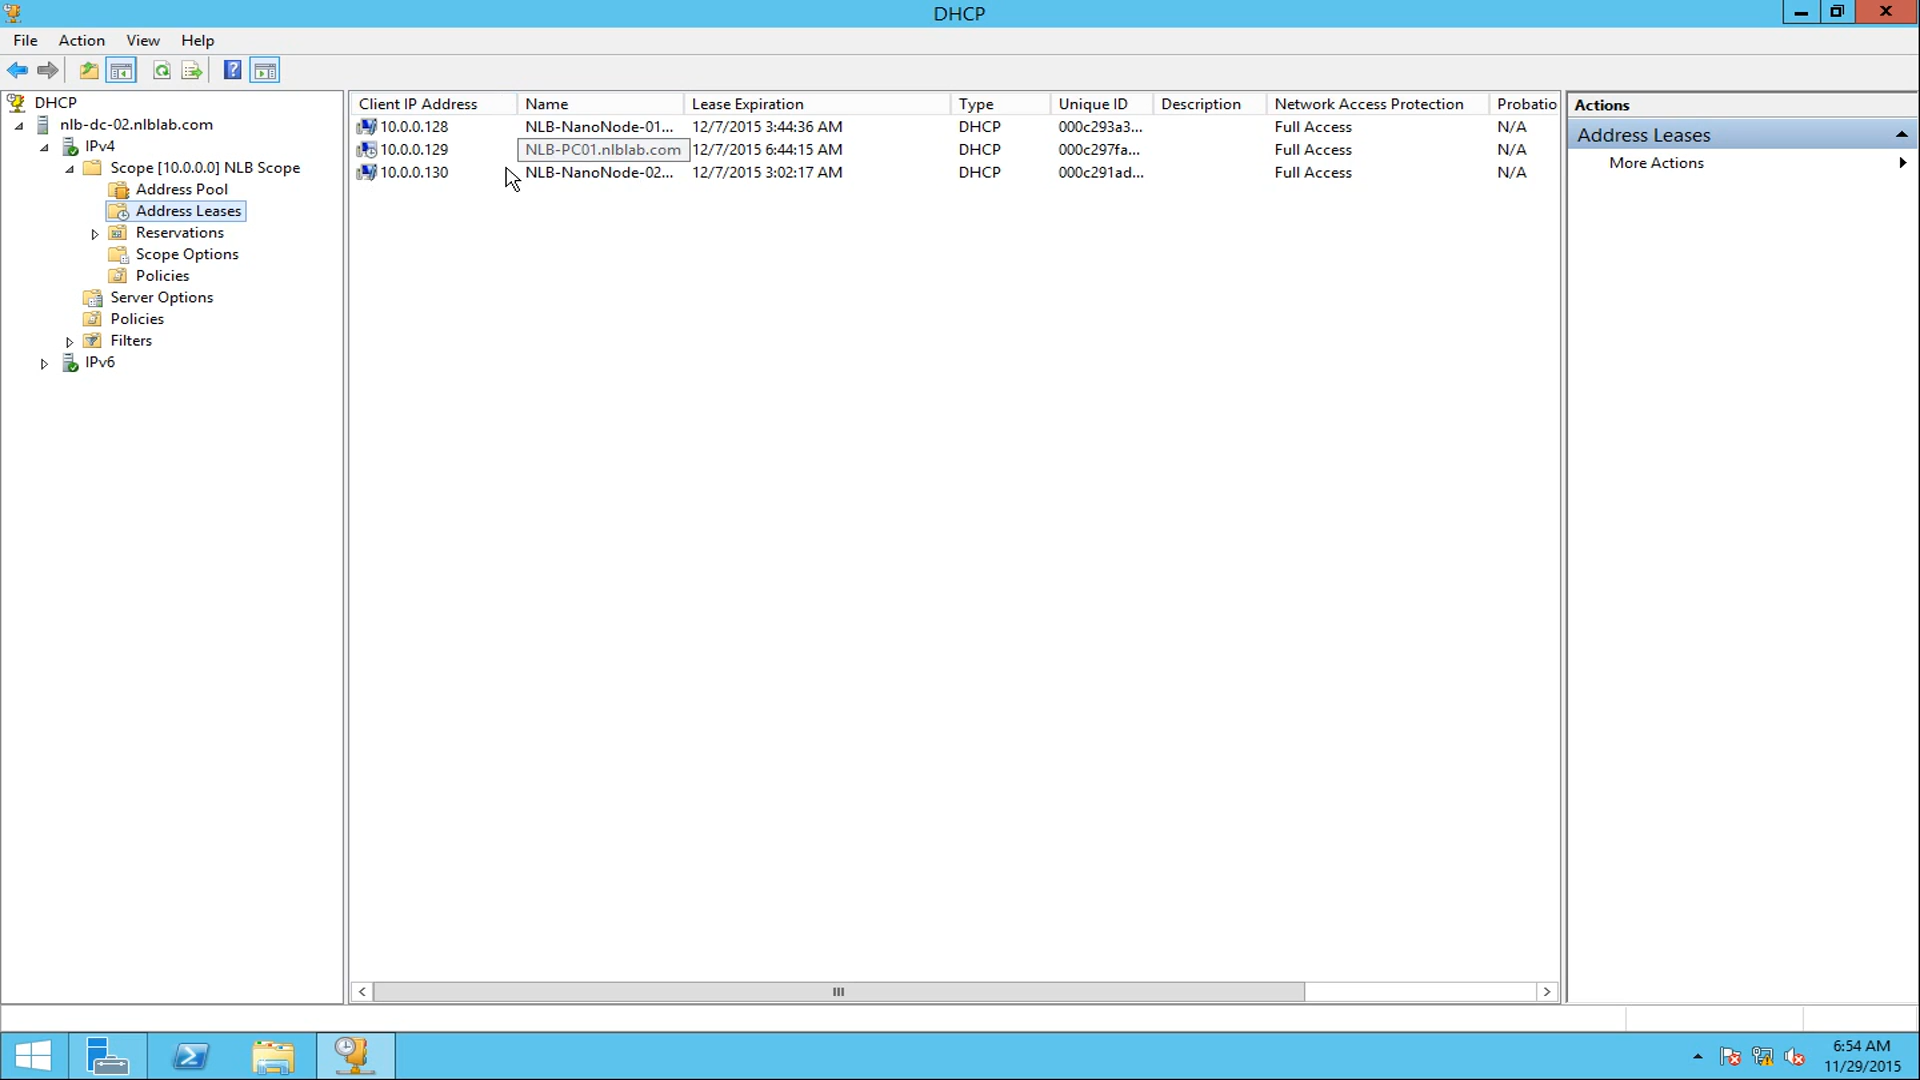 DHCP
File Action View Help
DHCP
nlb-dc-02.nlblab.com
IPv4
Scope [10.0.0.0] NLB Scope
Address Pool
Address Leases
Reservations
Scope Options
Policies
Server Options
Policies
Filters
IPv6
Client IP Address Name Lease Expiration Type Unique ID Description Network Access Protection Probatio
10.0.0.128 NLB-NanoNode-01... 12/7/2015 3:44:36 AM DHCP 000c293a3... Full Access N/A
10.0.0.129 NLB-PC01.nlblab.com 12/7/2015 6:44:15 AM DHCP 000c297fa... Full Access N/A
10.0.0.130 NLB-NanoNode-02... 12/7/2015 3:02:17 AM DHCP 000c291ad... Full Access N/A
Actions
Address Leases
More Actions
6:54 AM
11/29/2015